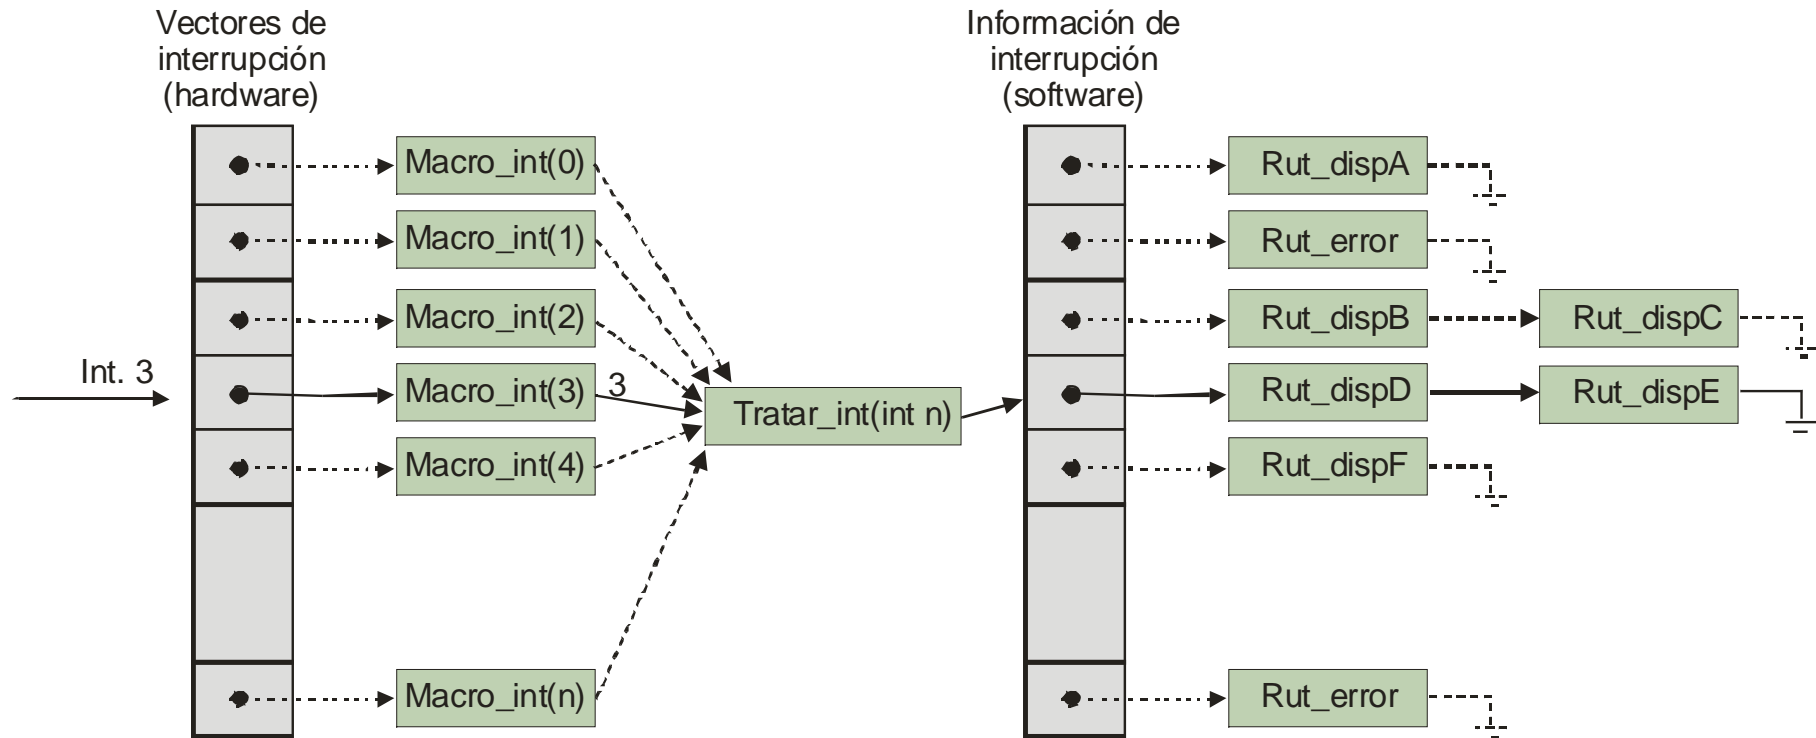 Vectores de
interrupción
(hardware)
Información de
interrupción
(software)
Macro_int(0)
Rut_dispA
Macro_int(1)
Rut_error
Macro_int(2)
Rut_dispB
Rut_dispC
Int. 3
Macro_int(3)
3
Tratar_int(int n)
Rut_dispD
Rut_dispE
Macro_int(4)
Rut_dispF
Macro_int(n)
Rut_error